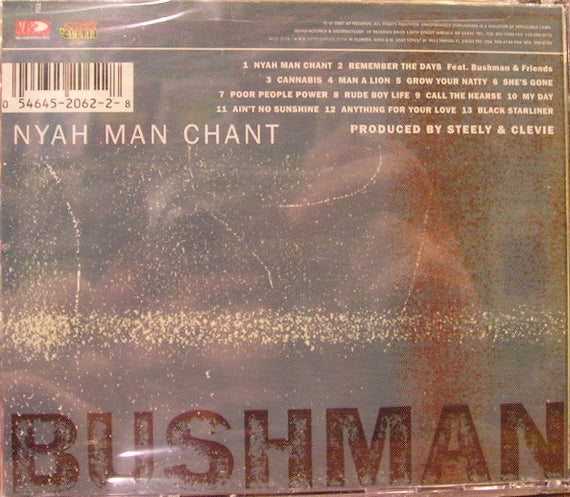 VP
STEELY & CLEVIE
1 NYAH MAN CHANT 2 REMEMBER THE DAYS Feat. Bushman & Friends
3 CANNABIS 4 MAN A LION 5 GROW YOUR NATTY 6 SHE'S GONE
7 POOR PEOPLE POWER 8 RUDE BOY LIFE 9 CALL THE HEARSE 10 MY DAY
11 AIN'T NO SUNSHINE 12 ANYTHING FOR YOUR LOVE 13 BLACK STARLINER
0 54645-2062-2 8
NYAH MAN CHANT
PRODUCED BY STEELY & CLEVIE
BUSHMAN